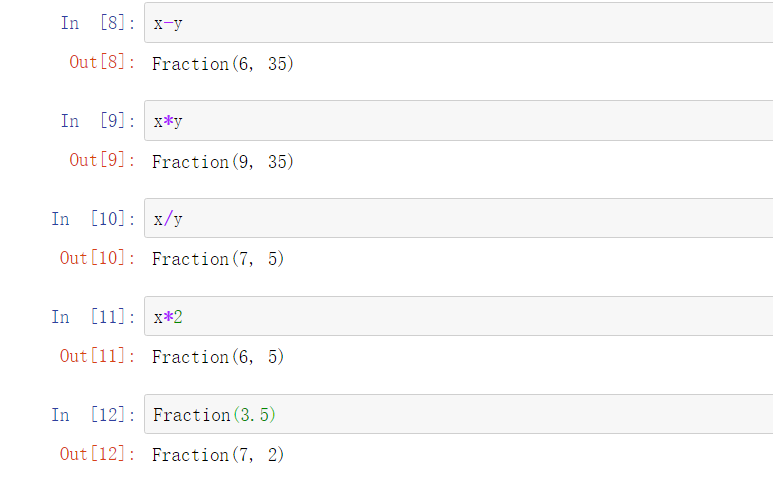 In [8]: x-y
Out[8]: Fraction(6, 35)
In [9]: x*y
Out[9]: Fraction(9, 35)
In [10]: x/y
Out[10]: Fraction(7, 5)
In [11]: x*2
Out[11]: Fraction(6, 5)
In [12]: Fraction(3.5)
Out[12]: Fraction(7, 2)